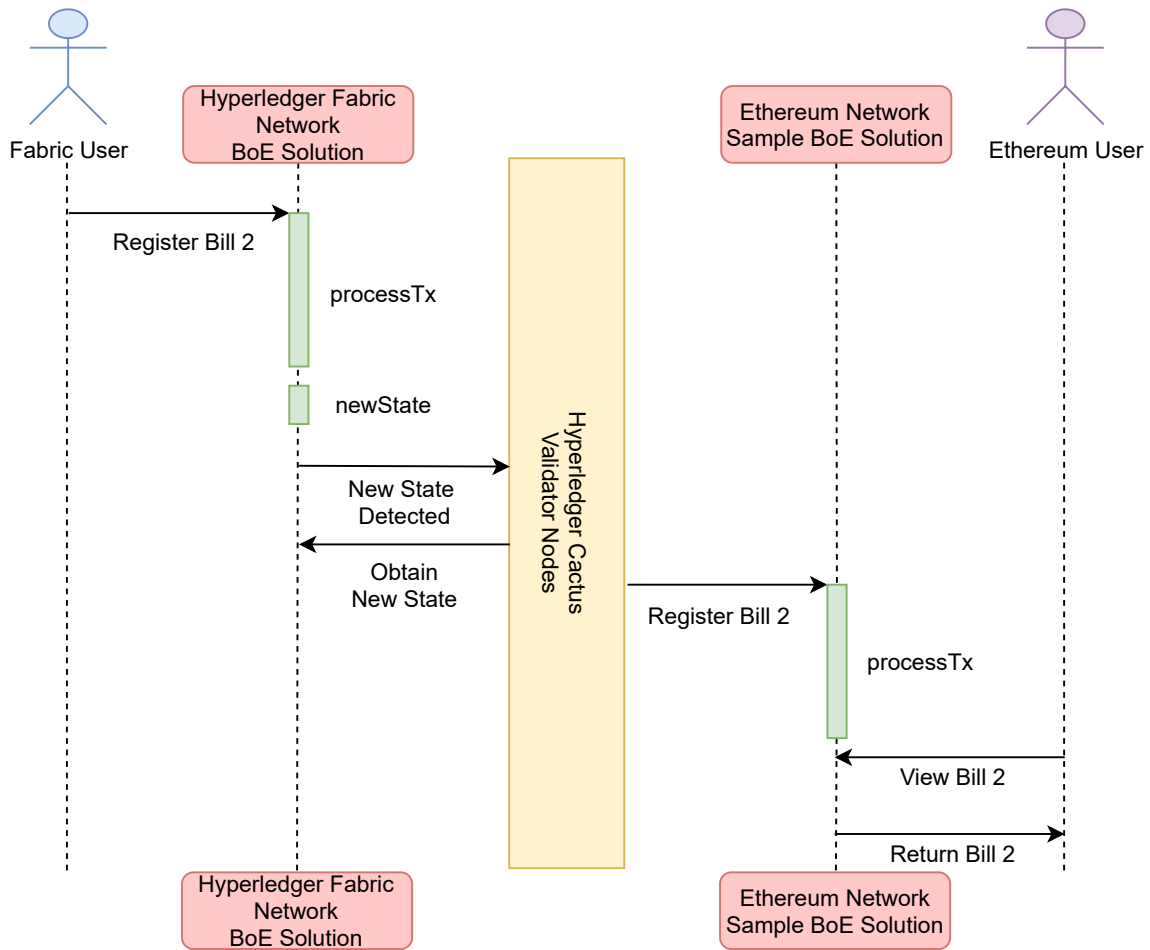 Hyperledger Fabric
Network
BoE Solution
Ethereum Network
Sample BoE Solution
Fabric User
Ethereum User
Register Bill 2
processTx
newState
New State
Detected
Obtain
New State
Hyperledger Cactus
Validator Nodes
Register Bill 2
processTx
View Bill 2
Return Bill 2
Hyperledger Fabric
Network
BoE Solution
Ethereum Network
Sample BoE Solution